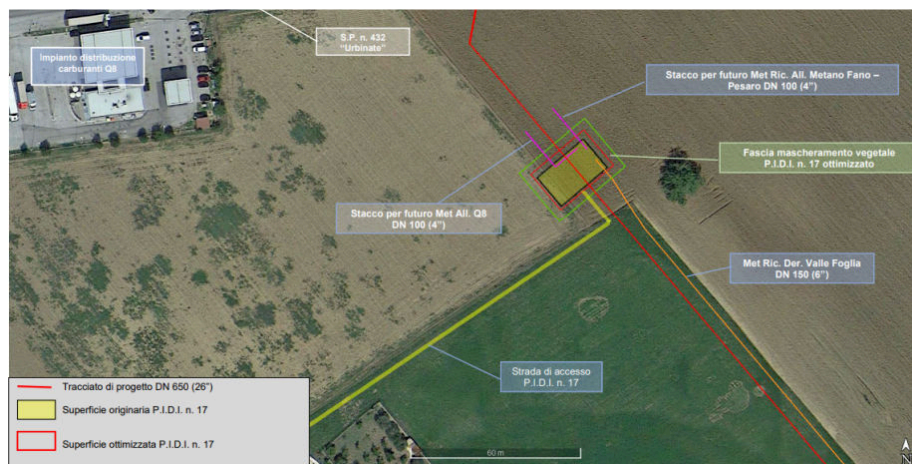 S.P. n. 432
“Urbinate”
Impianto distribuzione
carburanti Q8
Stacco per futuro Met Ric. All. Metano Fano –
Pesaro DN 100 (4”)
Fascia mascheramento vegetale
P.I.D.I. n. 17 ottimizzato
Stacco per futuro Met All. Q8
DN 100 (4”)
Met Ric. Der. Valle Foglia
DN 150 (6”)
Strada di accesso
P.I.D.I. n. 17
Tracciato di progetto DN 650 (26”)
Superficie originaria P.I.D.I. n. 17
Superficie ottimizzata P.I.D.I. n. 17
60 m
N